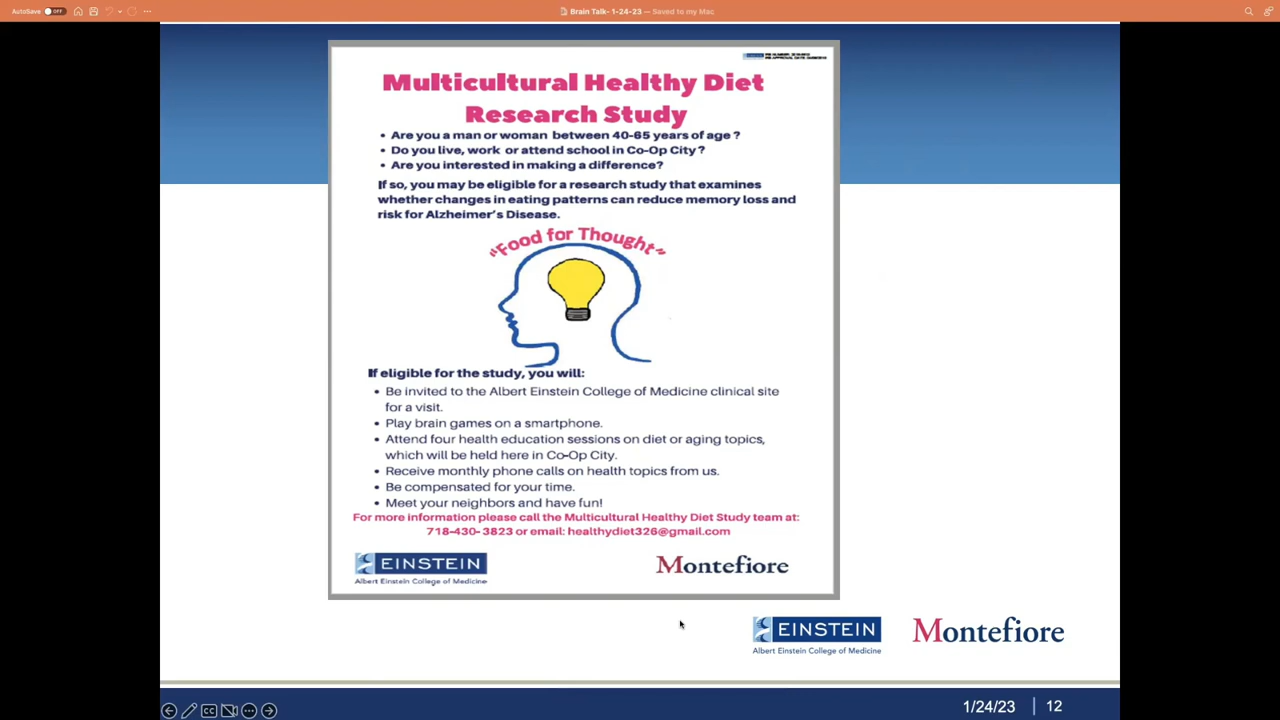 AutoSave OFF
Brain Talk- 1-24-23 — Saved to my Mac
EINSTEIN
Multicultural Healthy Diet
Research Study
• Are you a man or woman between 40-65 years of age ?
• Do you live, work or attend school in Co-Op City ?
• Are you interested in making a difference?
If so, you may be eligible for a research study that examines
whether changes in eating patterns can reduce memory loss and
risk for Alzheimer's Disease.
"Food for Thought"
If eligible for the study, you will:
• Be invited to the Albert Einstein College of Medicine clinical site
for a visit.
• Play brain games on a smartphone.
• Attend four health education sessions on diet or aging topics,
which will be held here in Co-Op City.
• Receive monthly phone calls on health topics from us.
• Be compensated for your time.
• Meet your neighbors and have fun!
For more information please call the Multicultural Healthy Diet Study team at:
718-430- 3823 or email: healthydiet326@gmail.com
EINSTEIN
Albert Einstein College of Medicine
Montefiore
EINSTEIN
Albert Einstein College of Medicine
Montefiore
CC
1/24/23 | 12